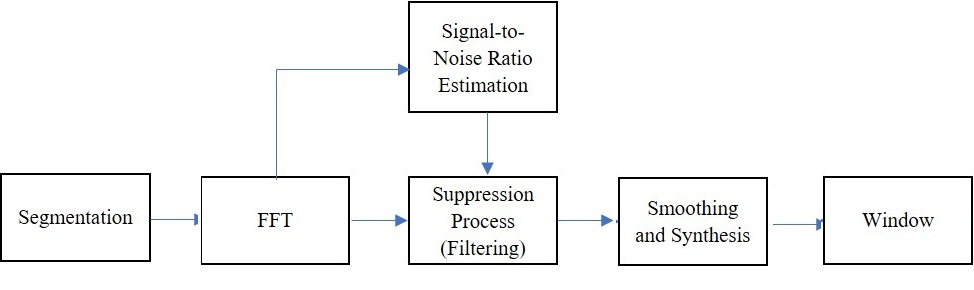 Signal-to-
Noise Ratio
Estimation
Segmentation
FFT
Suppression
Process
(Filtering)
Smoothing
and Synthesis
Window